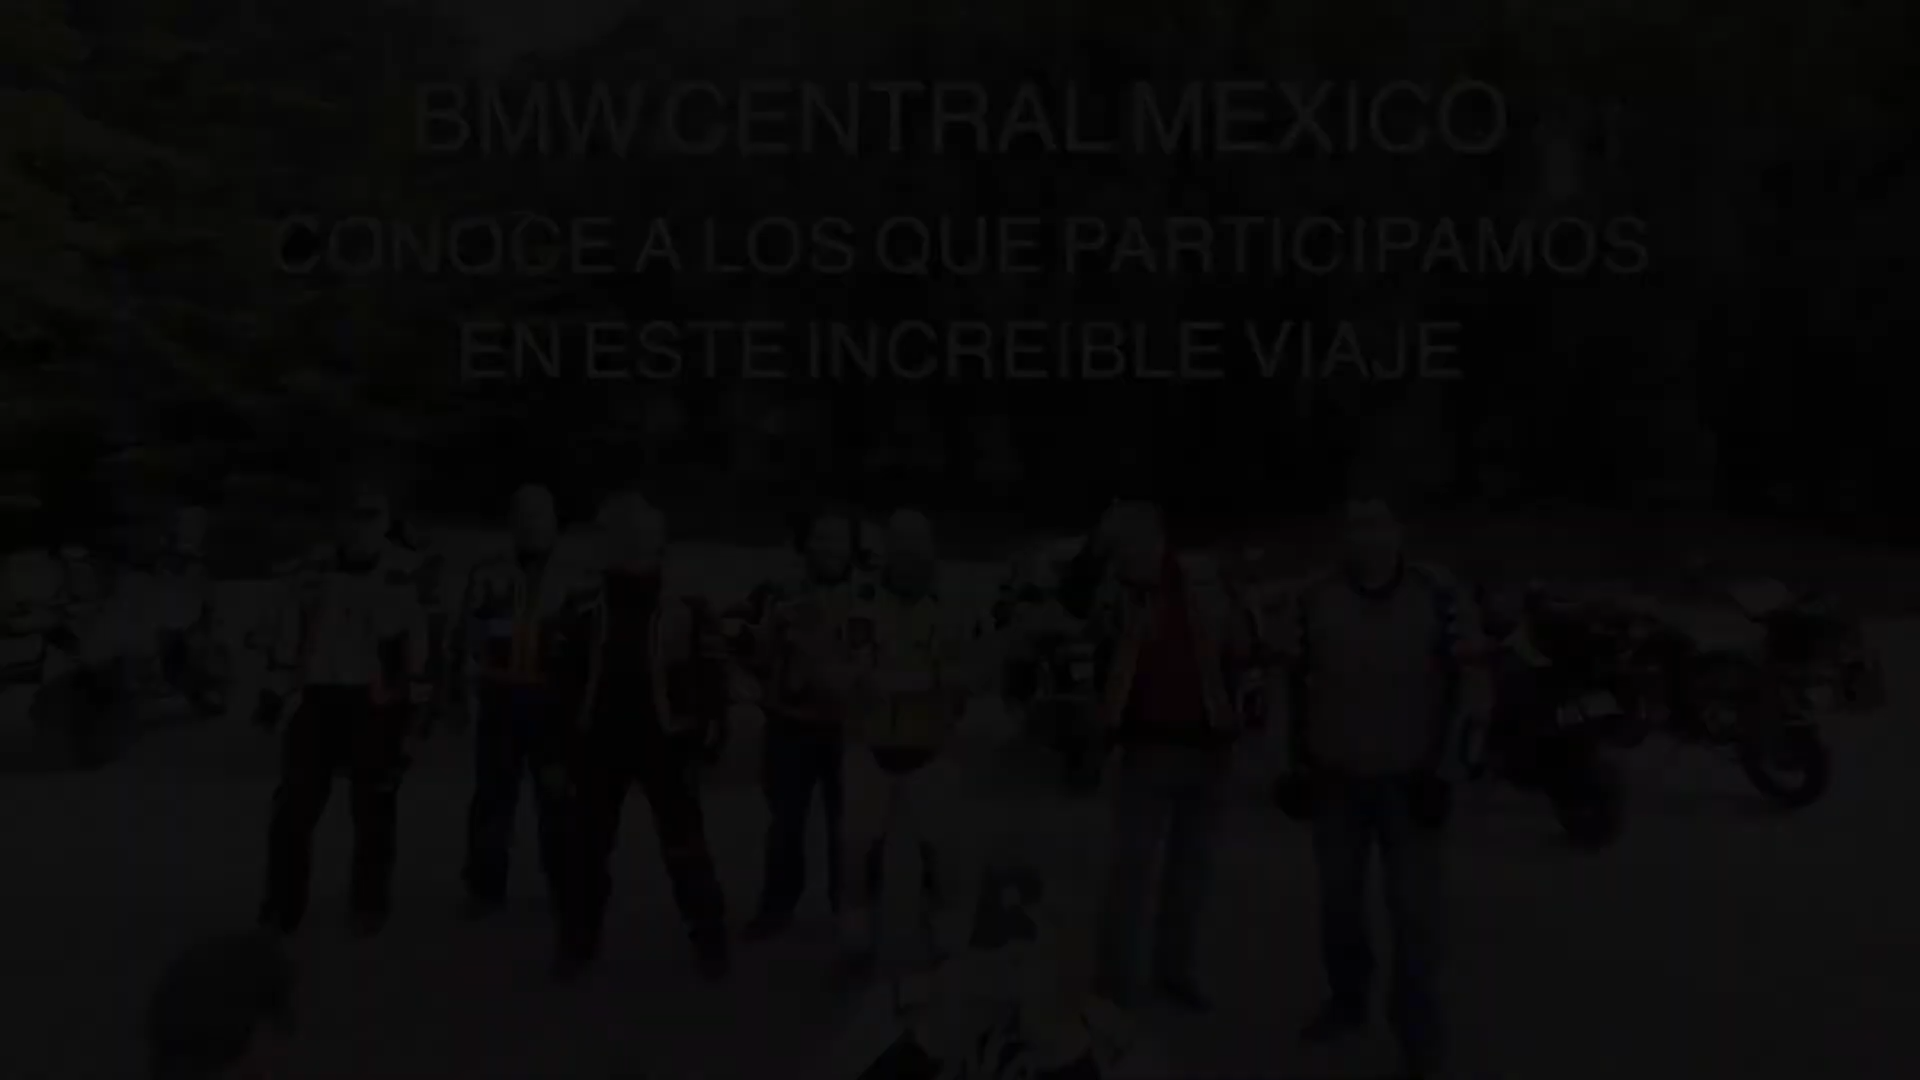 BMW CENTRAL MEXICO
CONOCE A LOS QUE PARTICIPAMOS
EN ESTE INCREIBLE VIAJE